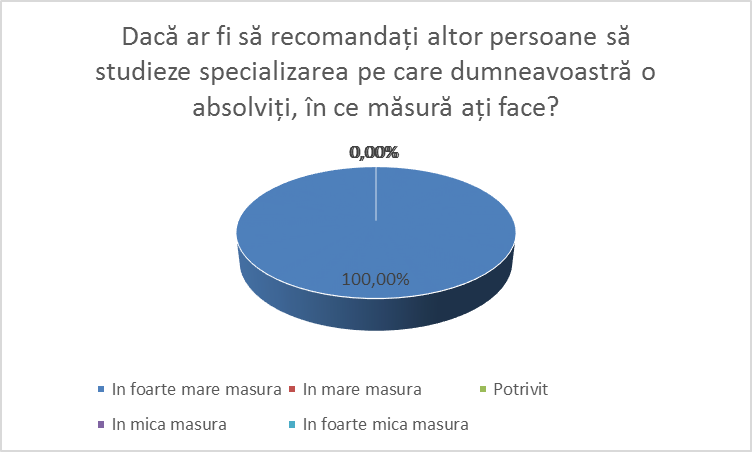 Dacă ar fi să recomandați altor persoane să
studieze specializarea pe care dumneavoastră o
absolviți, în ce măsură ați face?
0,00%
100,00%
In foarte mare masura In mare masura Potrivit
In mica masura In foarte mica masura